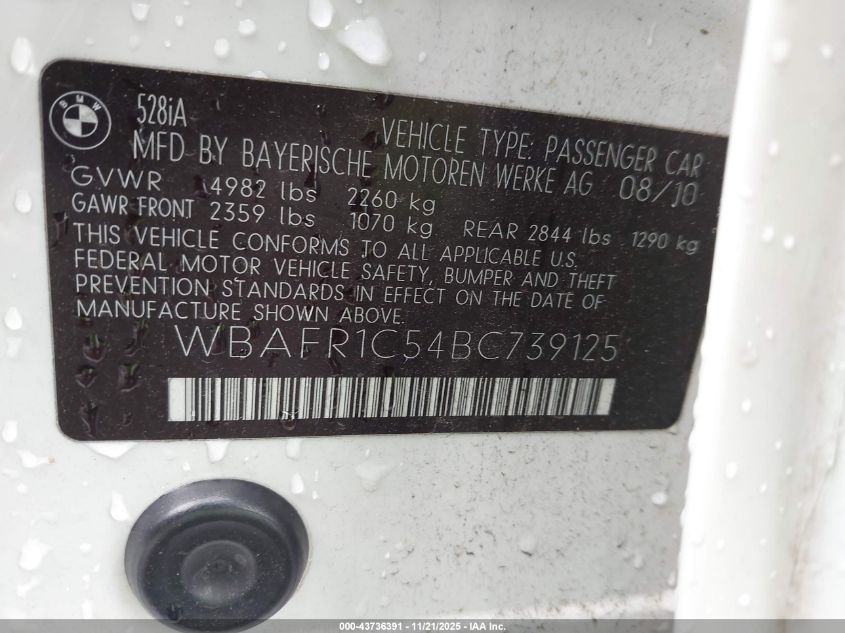 BMW
528iA
VEHICLE TYPE: PASSENGER CAR
MFD BY BAYERISCHE MOTOREN WERKE AG 08/10
GVWR 4982 lbs 2260 kg
GAWR FRONT 2359 lbs 1070 kg REAR 2844 lbs 1290 kg
THIS VEHICLE CONFORMS TO ALL APPLICABLE U.S.
FEDERAL MOTOR VEHICLE SAFETY, BUMPER AND THEFT
PREVENTION STANDARDS IN EFFECT ON THE DATE OF
MANUFACTURE SHOWN ABOVE.
WBAFR1C54BC739125
000-43736391 - 11/21/2025 - IAA Inc.